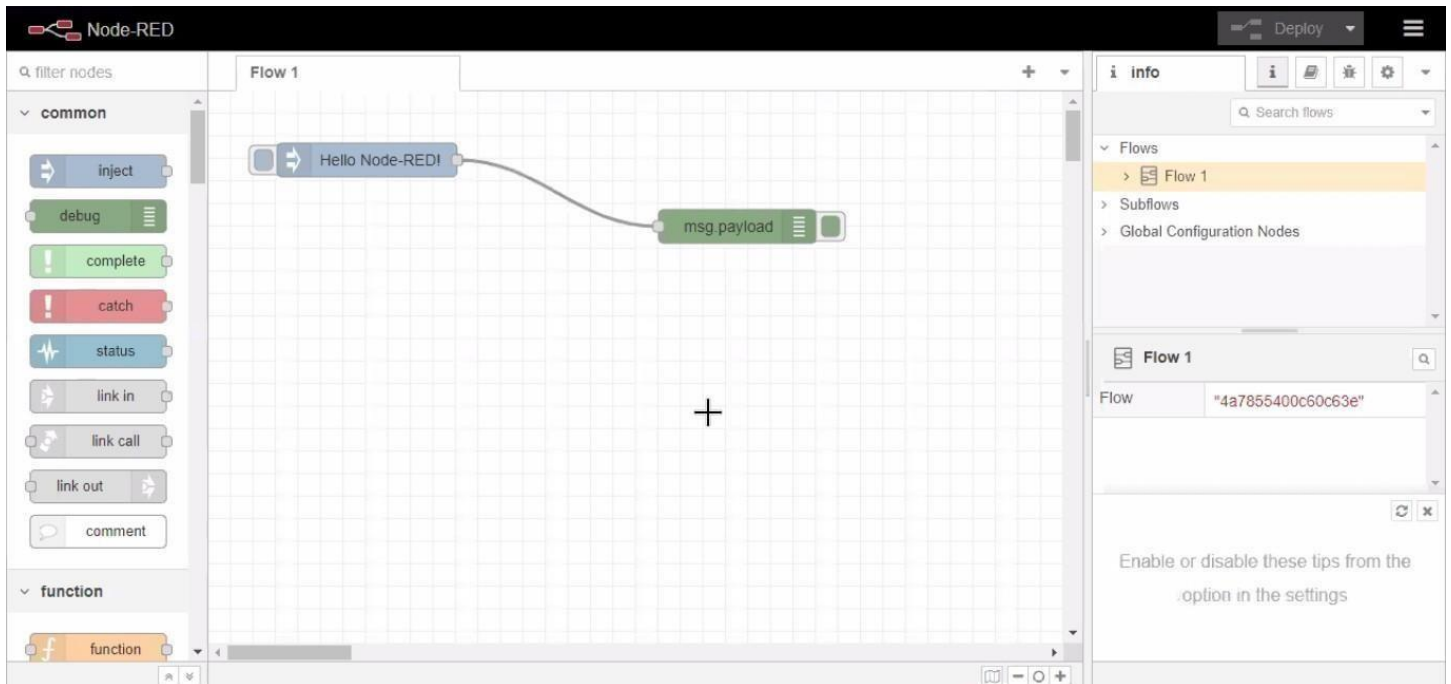 Node-RED
Deploy
filter nodes
Flow 1
i info
i
common
inject
debug
complete
catch
status
link in
link call
link out
comment
function
f function
Hello Node-RED!
msg.payload
Search flows
Flows
Flow 1
Subflows
Global Configuration Nodes
Flow 1
Flow "4a7855400c60c63e"
Enable or disable these tips from the
.option in the settings